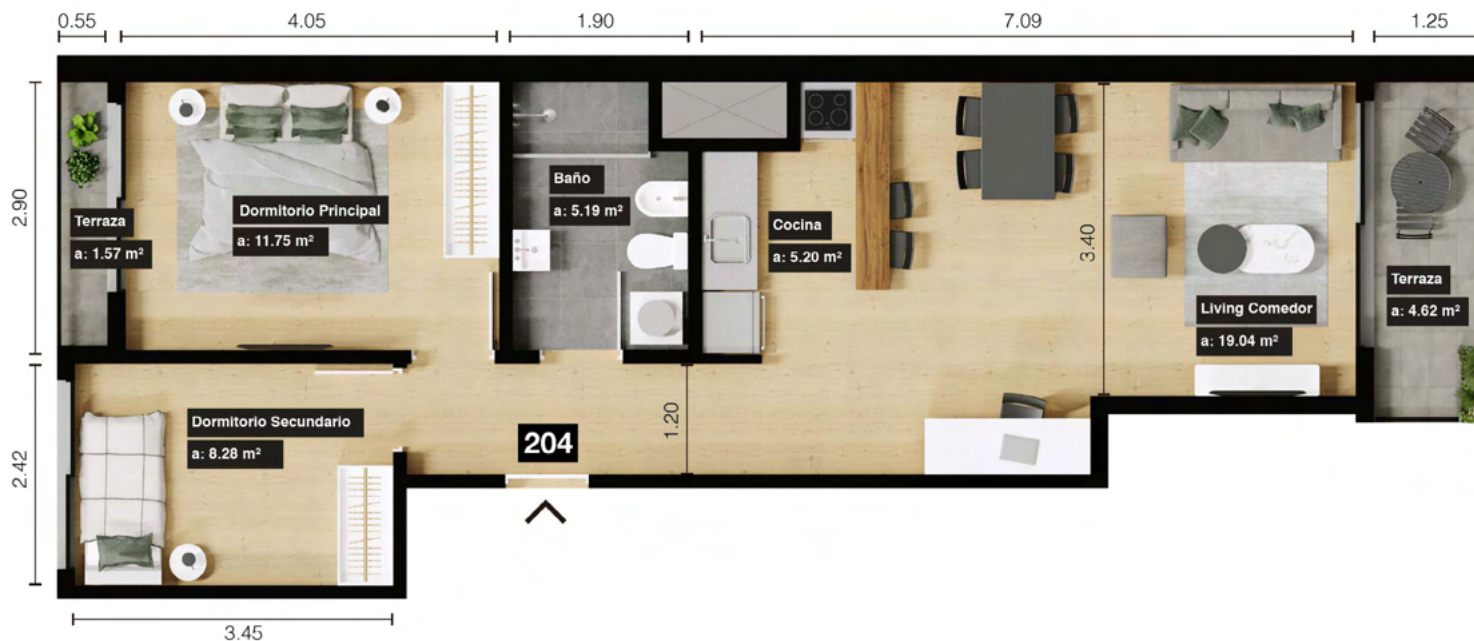 0.55
4.05
1.90
7.09
1.25
2.90
Terraza
a: 1.57 m²
Dormitorio Principal
a: 11.75 m²
Baño
a: 5.19 m²
Cocina
a: 5.20 m²
3.40
Living Comedor
a: 19.04 m²
Terraza
a: 4.62 m²
2.42
Dormitorio Secundario
a: 8.28 m²
204
1.20
3.45